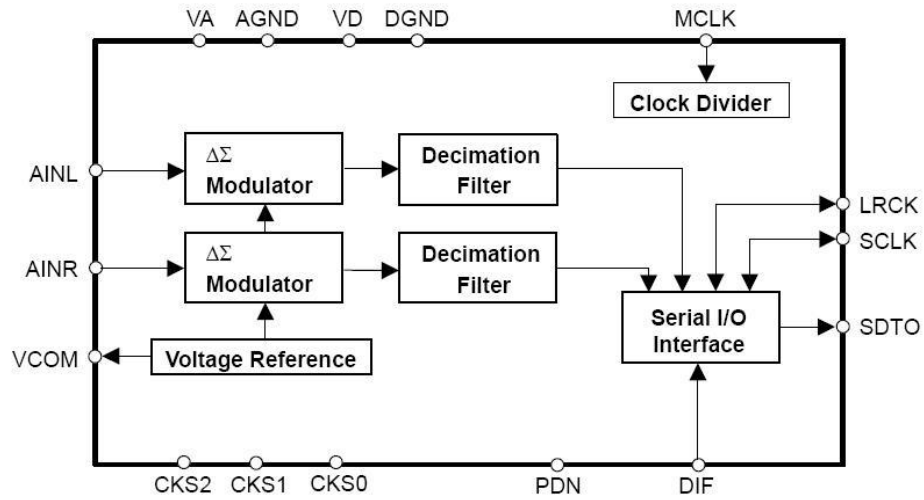 VA AGND VD DGND MCLK
Clock Divider
AINL
ΔΣ
Modulator
Decimation
Filter
LRCK
SCLK
AINR
ΔΣ
Modulator
Decimation
Filter
Serial I/O
Interface
SDTO
VCOM
Voltage Reference
CKS2 CKS1 CKS0 PDN DIF